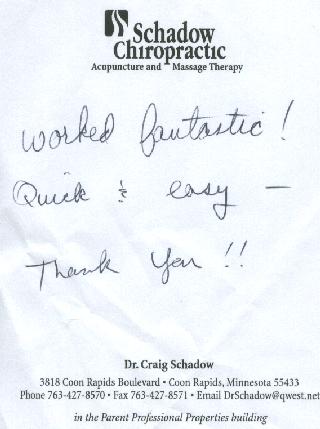 Schadow
Chiropractic
Acupuncture and Massage Therapy
Worked fantastic!
Quick & easy —
Thank You!!
Dr. Craig Schadow
3818 Coon Rapids Boulevard • Coon Rapids, Minnesota 55433
Phone 763-427-8570 • Fax 763-427-8571 • Email DrSchadow@qwest.net
in the Parent Professional Properties building